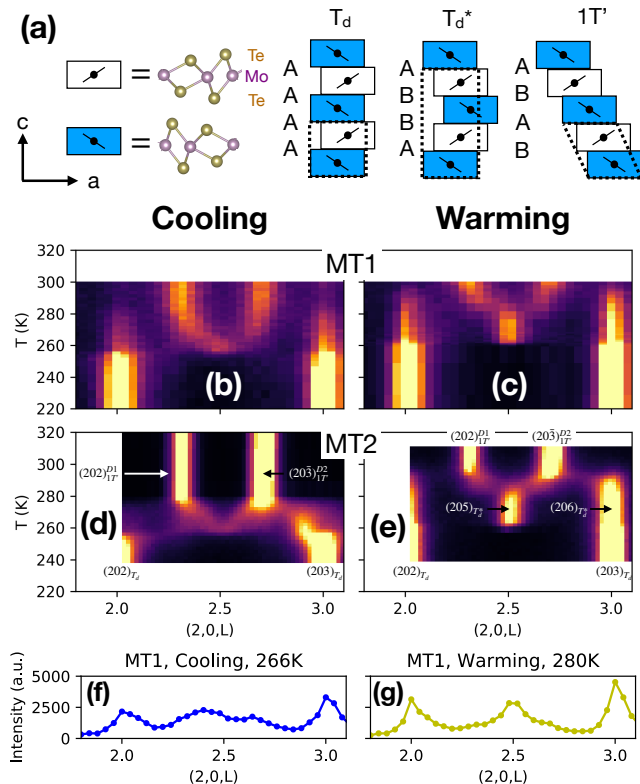 (a)
= Te
Mo
Te
=
c
a
T_d
A
A
A
A
T_d*
A
B
B
A
1T'
A
B
A
B
Cooling
Warming
MT1
T (K)
320
300
280
260
240
220
(b)
(c)
MT2
T (K)
320
300
280
260
240
220
(202)^{D1}_{1T}
(20\bar{3})^{D2}_{1T}
(d)
(202)_{T_d}
(203)_{T_d}
(202)^{D1}_{1T}
(20\bar{3})^{D2}_{1T}
(e)
(205)_{T_d^*}
(206)_{T_d^*}
(202)_{T_d}
(203)_{T_d}
2.0 2.5 3.0
(2,0,L)
2.0 2.5 3.0
(2,0,L)
MT1, Cooling, 266K
Intensity (a.u.)
5000
2500
0
(f)
2.0 2.5 3.0
(2,0,L)
MT1, Warming, 280K
(g)
2.0 2.5 3.0
(2,0,L)